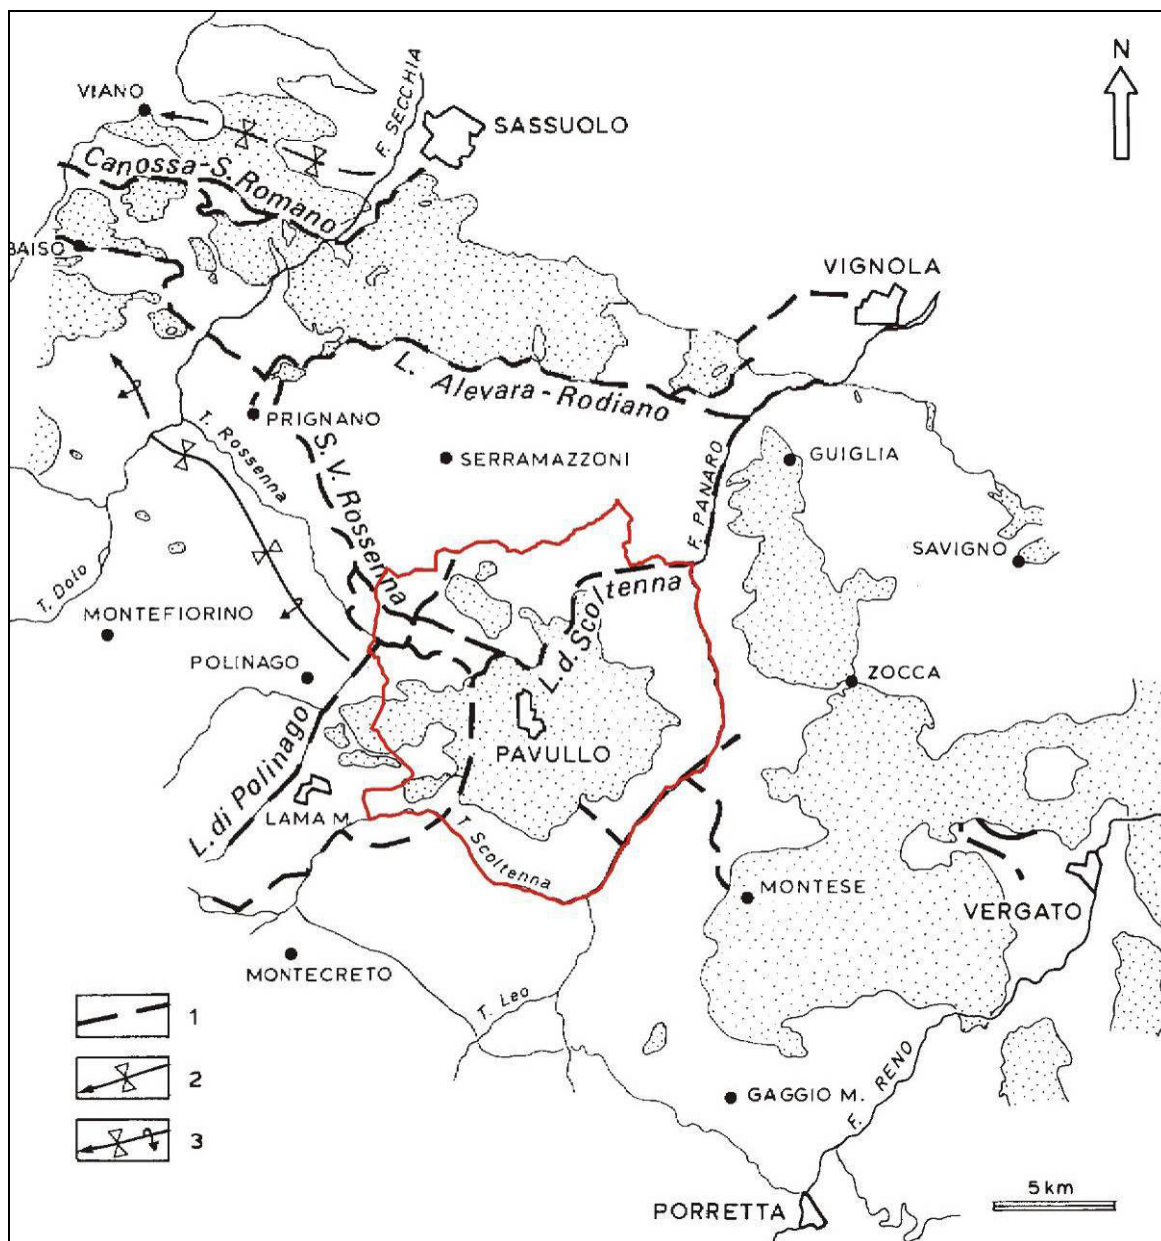 N
VIANO
F. SECCHIA
SASSUOLO
Canossa-S. Romano
BAISO
VIGNOLA
L. Alevara-Rodiano
PRIGNANO
T. Rossenna
S. V. Rossenna
SERRAMAZZONI
GUIGLIA
F. PANARO
SAVIGNO
T. Dolo
MONTEFIORINO
L.d. Scoltenna
POLINAGO
ZOCCA
PAVULLO
L. di Polinago
LAMA M.
T. Scoltenna
MONTESE
VERGATO
MONTECRETO
T. Leo
1
2
3
GAGGIO M.
F. RENO
PORRETTA
5 km